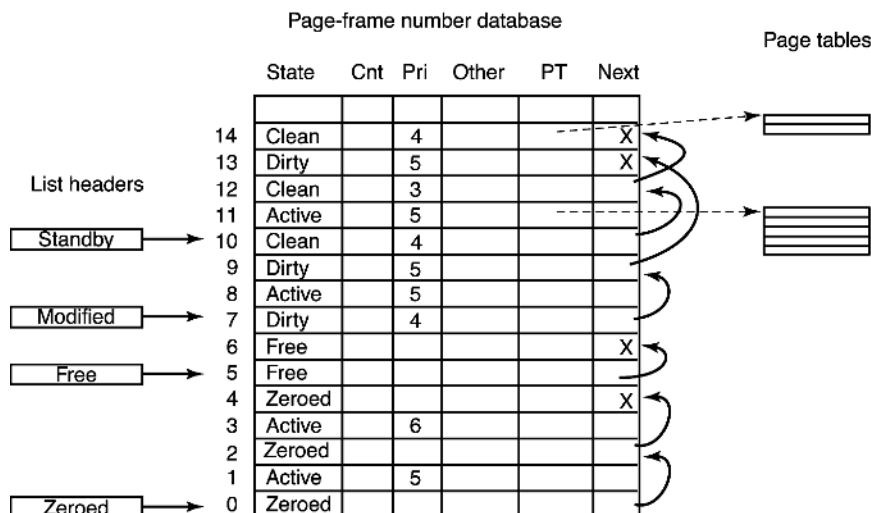 Page-frame number database
Page tables
State Cnt Pri Other PT Next
14 Clean 4 X
13 Dirty 5 X
List headers
12 Clean 3
11 Active 5
Standby 10 Clean 4
9 Dirty 5
8 Active 5
Modified 7 Dirty 4
6 Free X
Free 5 Free
4 Zeroed X
3 Active 6
2 Zeroed
1 Active 5
Zeroed 0 Zeroed